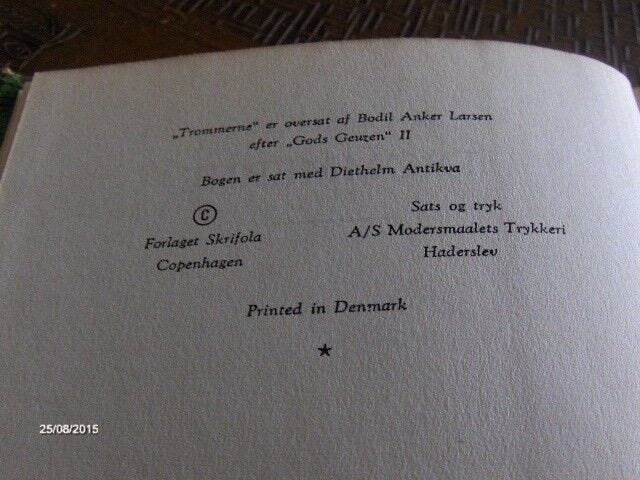 „Trommerne“ er oversat af Bodil Anker Larsen
efter „Gods Geuzen“ II
Bogen er sat med Diethelm Antikva
©
Forlaget Skrifola
Copenhagen
Sats og tryk
A/S Modersmaalets Trykkeri
Haderslev
Printed in Denmark
★
25/08/2015